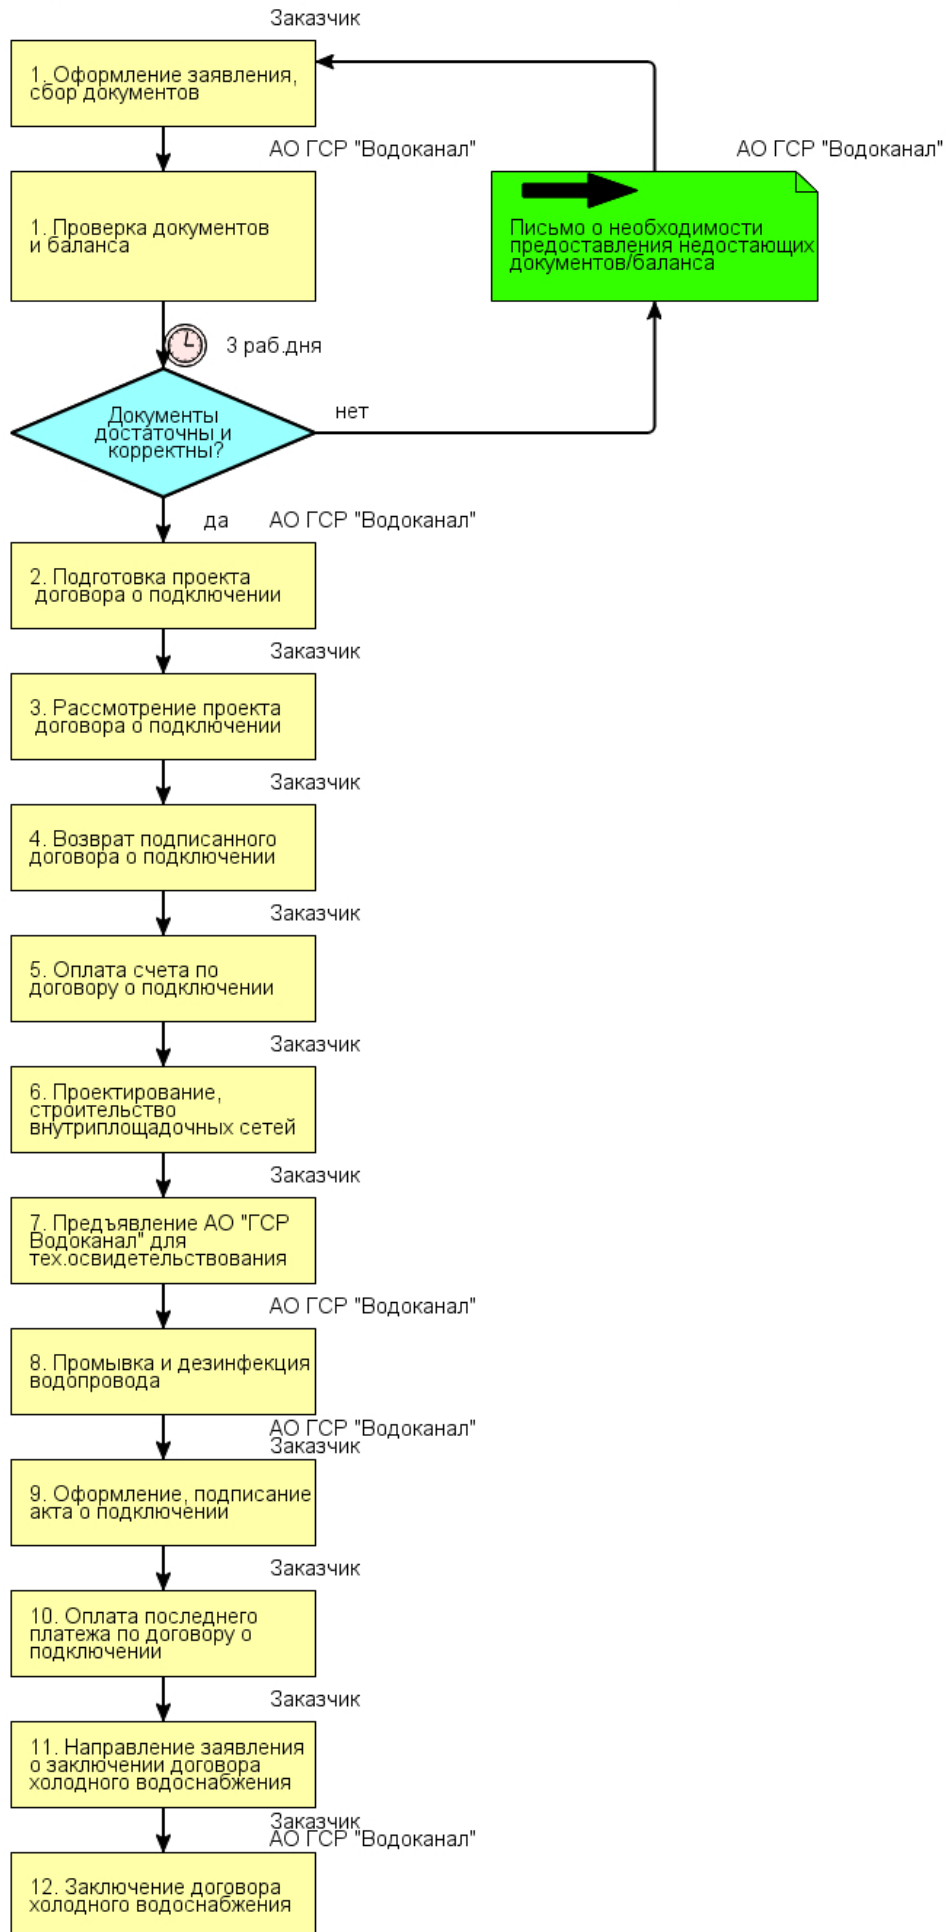 Заказчик
1. Оформление заявления,
сбор документов
АО ГСР "Водоканал"
АО ГСР "Водоканал"
1. Проверка документов
и баланса
Письмо о необходимости
предоставления недостающих
документов/баланса
3 раб.дня
Документы
достаточны и
корректны?
нет
да
АО ГСР "Водоканал"
2. Подготовка проекта
договора о подключении
Заказчик
3. Рассмотрение проекта
договора о подключении
Заказчик
4. Возврат подписанного
договора о подключении
Заказчик
5. Оплата счета по
договору о подключении
Заказчик
6. Проектирование,
строительство
внутриплощадочных сетей
Заказчик
7. Предъявление АО "ГСР
Водоканал" для
тех.освидетельствования
АО ГСР "Водоканал"
8. Промывка и дезинфекция
водопровода
АО ГСР "Водоканал"
Заказчик
9. Оформление, подписание
акта о подключении
Заказчик
10. Оплата последнего
платежа по договору о
подключении
Заказчик
11. Направление заявления
о заключении договора
холодного водоснабжения
Заказчик
АО ГСР "Водоканал"
12. Заключение договора
холодного водоснабжения